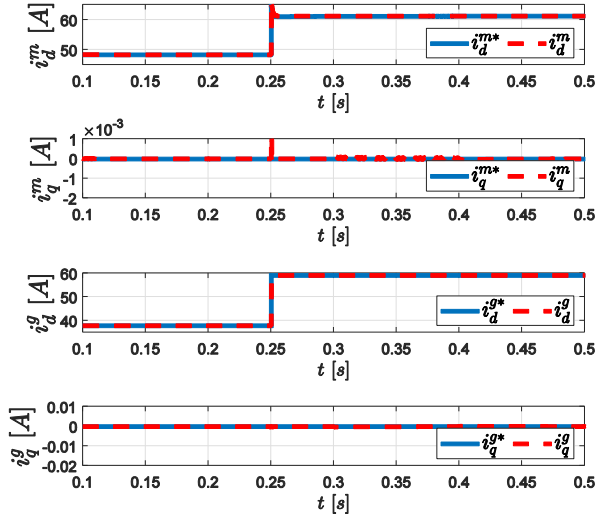 60
50
i_d^m [A]
i_d^{m*} i_d^m
0.1 0.15 0.2 0.25 0.3 0.35 0.4 0.45 0.5
t [s]
×10^{-3}
1
0
-1
-2
i_q^m [A]
i_q^{m*} i_q^m
0.1 0.15 0.2 0.25 0.3 0.35 0.4 0.45 0.5
t [s]
60
50
40
i_d^g [A]
i_d^{g*} i_d^g
0.1 0.15 0.2 0.25 0.3 0.35 0.4 0.45 0.5
t [s]
0.01
0
-0.01
-0.02
i_q^g [A]
i_q^{g*} i_q^g
0.1 0.15 0.2 0.25 0.3 0.35 0.4 0.45 0.5
t [s]